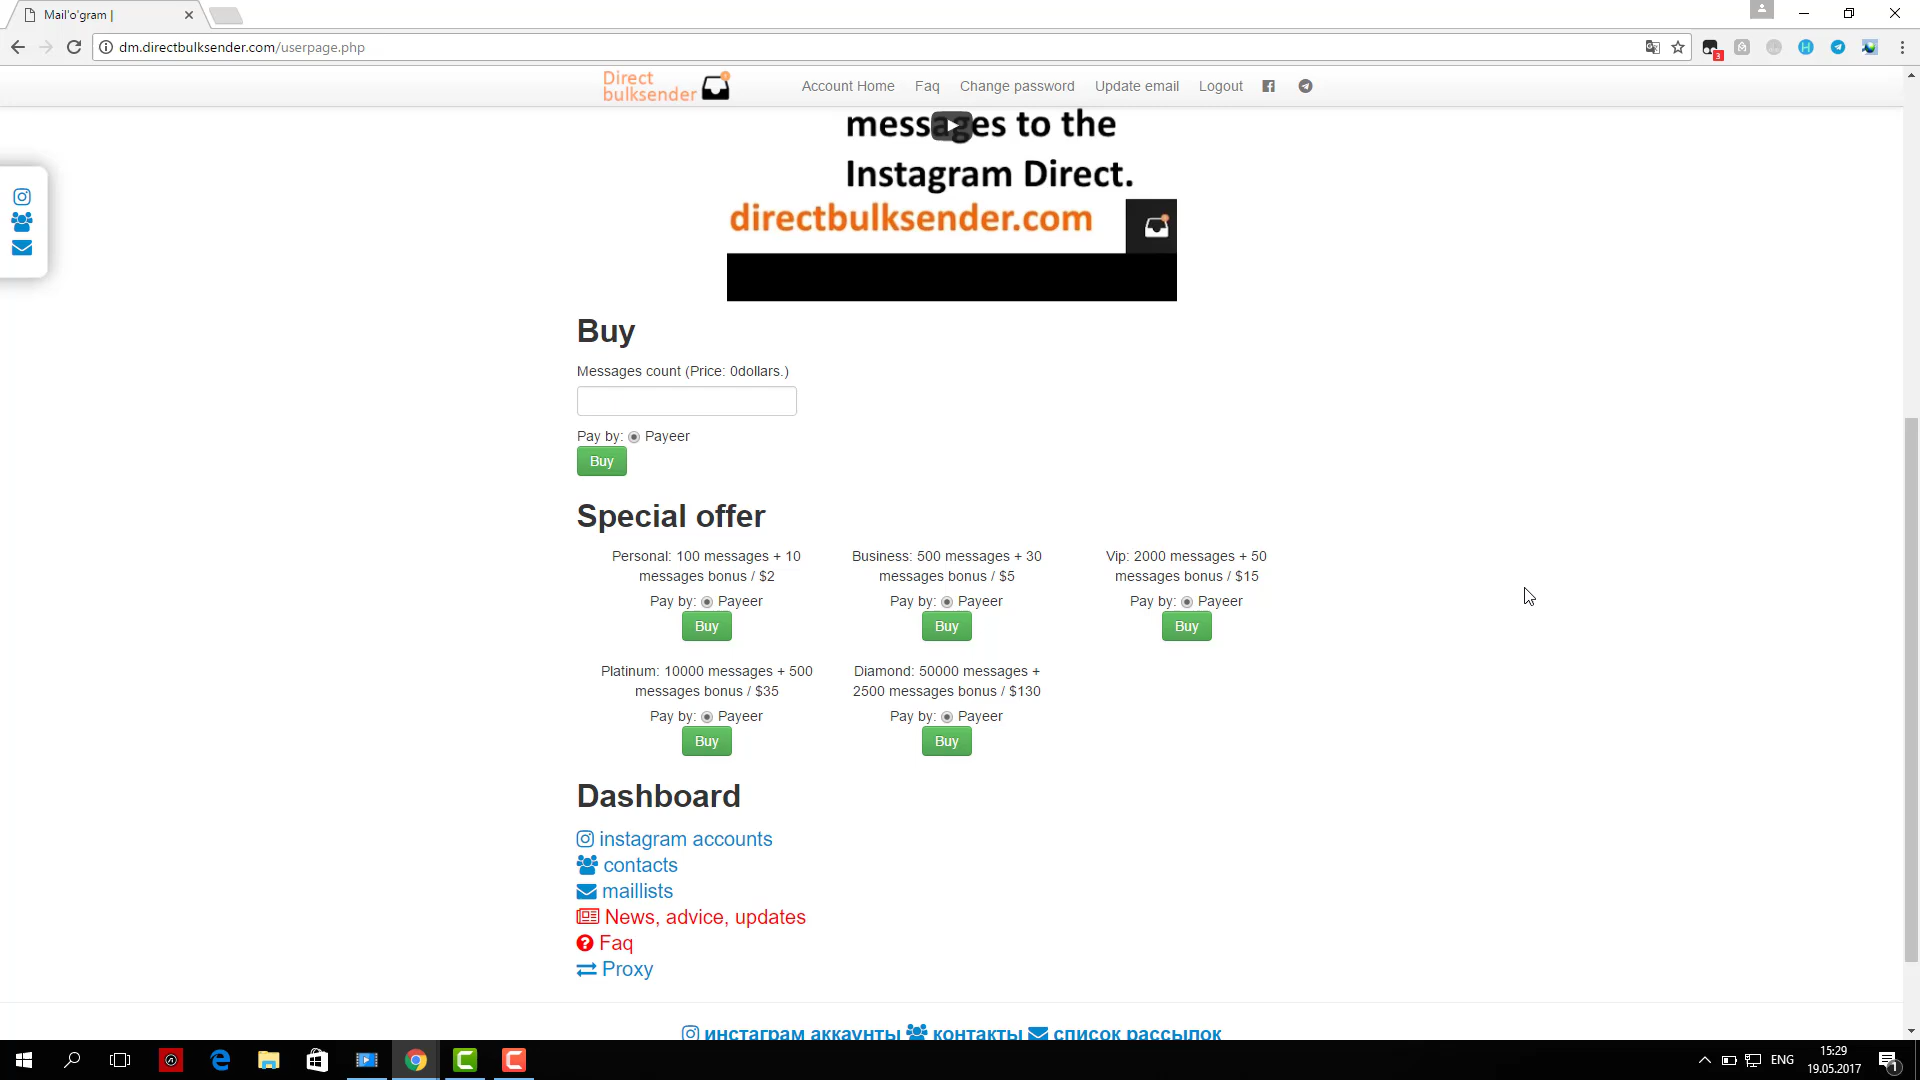 Mail'o'gram |
dm.directbulksender.com/userpage.php
3
Direct
bulksender
Account Home Faq Change password Update email Logout
messages to the
Instagram Direct.
directbulksender.com
Buy
Messages count (Price: 0dollars.)
Pay by: Payeer
Buy
Special offer
Personal: 100 messages + 10
messages bonus / $2
Pay by: Payeer
Buy
Business: 500 messages + 30
messages bonus / $5
Pay by: Payeer
Buy
Vip: 2000 messages + 50
messages bonus / $15
Pay by: Payeer
Buy
Platinum: 10000 messages + 500
messages bonus / $35
Pay by: Payeer
Buy
Diamond: 50000 messages +
2500 messages bonus / $130
Pay by: Payeer
Buy
Dashboard
instagram accounts
contacts
maillists
News, advice, updates
Faq
Proxy
инстаграм аккаунты контакты список рассылок
ENG
15:29
19.05.2017
1